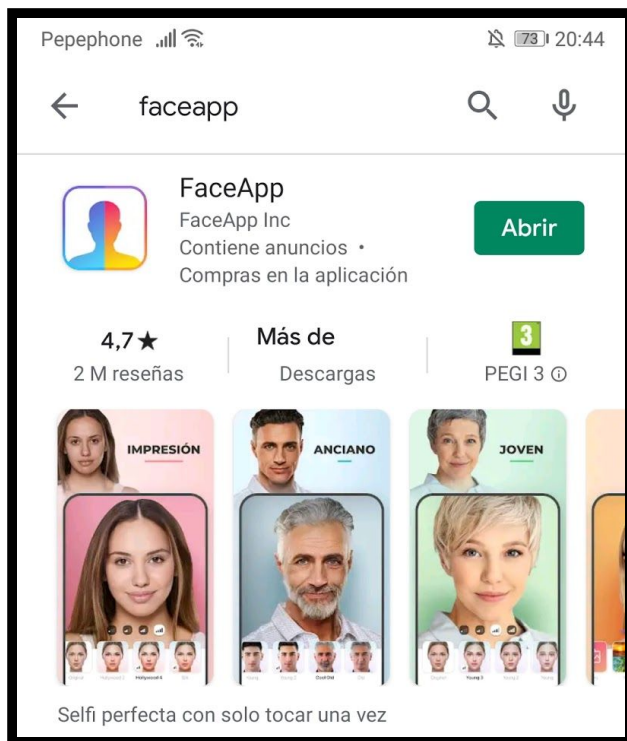 Pepephone 73 20:44
faceapp
FaceApp
FaceApp Inc
Contiene anuncios •
Compras en la aplicación
Abrir
4,7★
2 M reseñas
Más de
Descargas
3
PEGI 3
IMPRESIÓN
ANCIANO
JOVEN
Selfi perfecta con solo tocar una vez